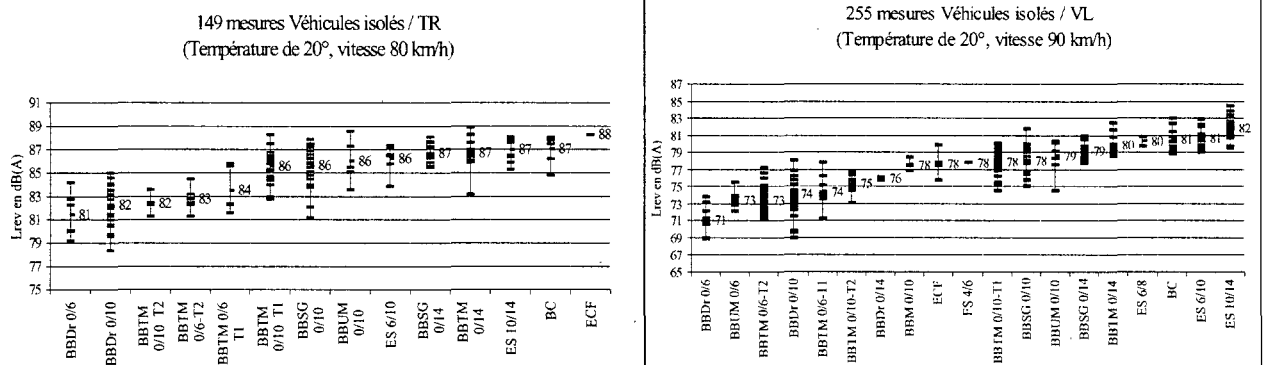 149 mesures Véhicules isolés / TR
(Température de 20°, vitesse 80 km/h)
Lrev en dB(A)
91
89
87
85
83
81
79
77
75
81
82
82
83
84
86
86
86
86
87
87
87
87
88
BBDr 0/6
BBDr 0/10
BBTM 0/10 T2
BBTM 0/6-T2
BBTM 0/6 T1
BBTM 0/10 T1
BBSG 0/10
BBUM 0/10
ES 6/10
BBSG 0/14
BBTM 0/14
ES 10/14
BC
ECF
255 mesures Véhicules isolés / VL
(Température de 20°, vitesse 90 km/h)
Lrev en dB(A)
87
85
83
81
79
77
75
73
71
69
67
65
71
73
73
74
74
75
76
78
78
78
78
78
79
79
80
80
81
81
82
BBDr 0/6
BBUM 0/6
BBTM 0/6-T2
BBDr 0/10
BBTM 0/6-T1
BBTM 0/10-T2
BBDr 0/14
BBM 0/10
ECF
ES 4/6
BBTM 0/10-T1
BBSG 0/10
BBUM 0/10
BBSG 0/14
BBTM 0/14
ES 6/8
BC
ES 6/10
ES 10/14